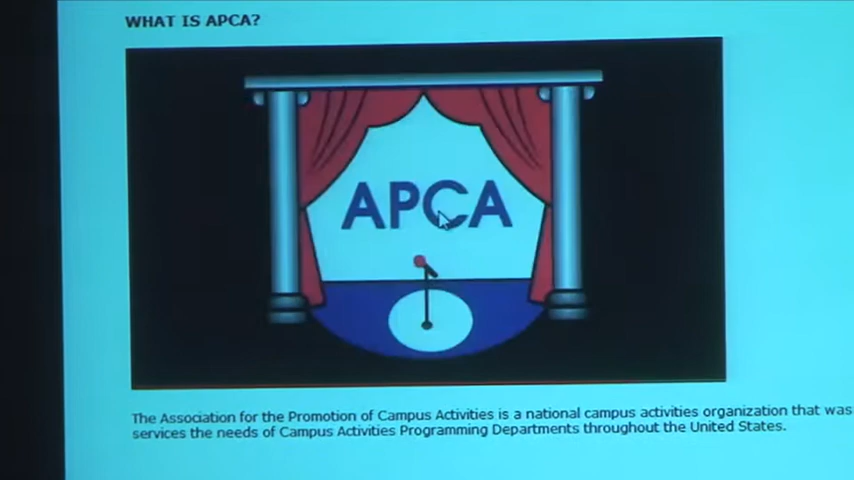 WHAT IS APCA?
APCA
The Association for the Promotion of Campus Activities is a national campus activities organization that was
services the needs of Campus Activities Programming Departments throughout the United States.